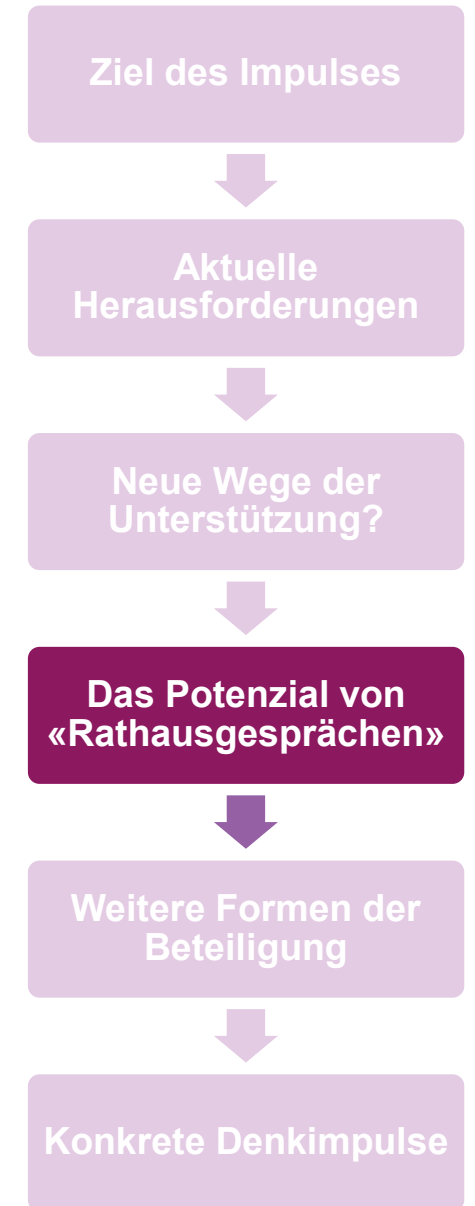 Ziel des Impulses
Aktuelle
Herausforderungen
Neue Wege der
Unterstützung?
Das Potenzial von
«Rathausgesprächen»
Weitere Formen der
Beteiligung
Konkrete Denkimpulse